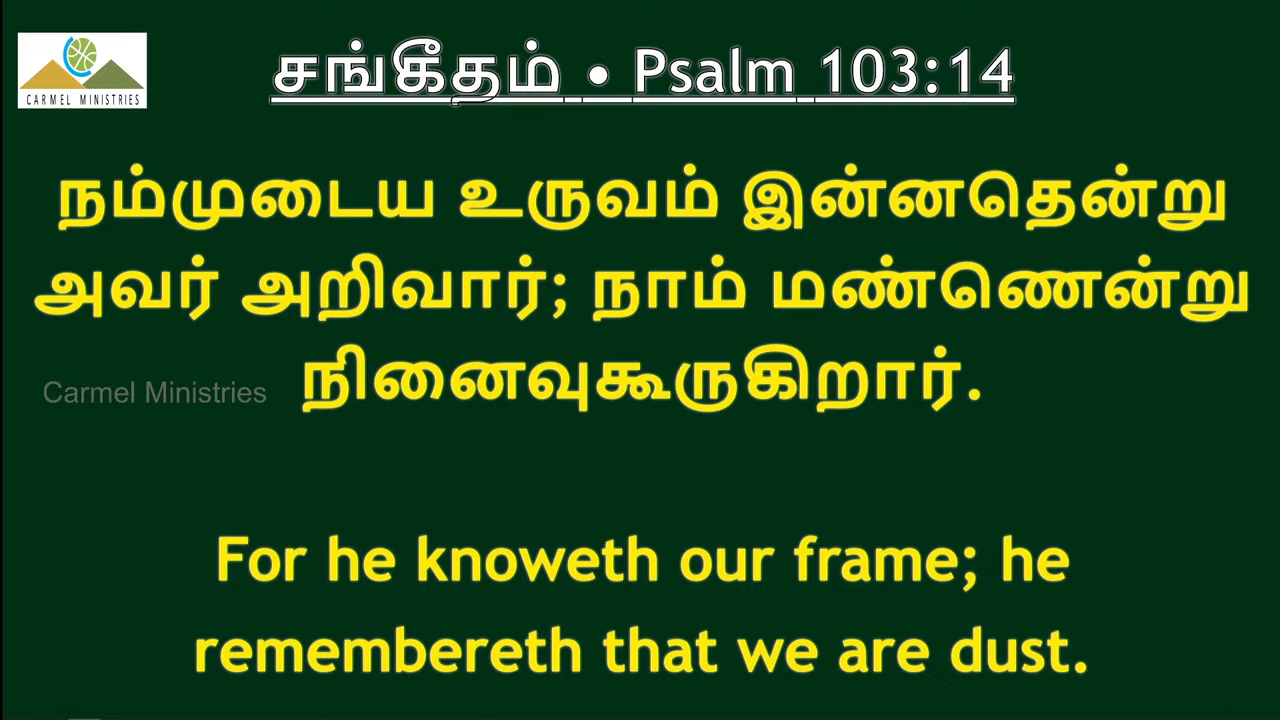 CARMEL MINISTRIES
சங்கீதம் • Psalm 103:14
நம்முடைய உருவம் இன்னதென்று
அவர் அறிவார்; நாம் மண்ணென்று
நினைவுகூருகிறார்.
Carmel Ministries
For he knoweth our frame; he
remembereth that we are dust.